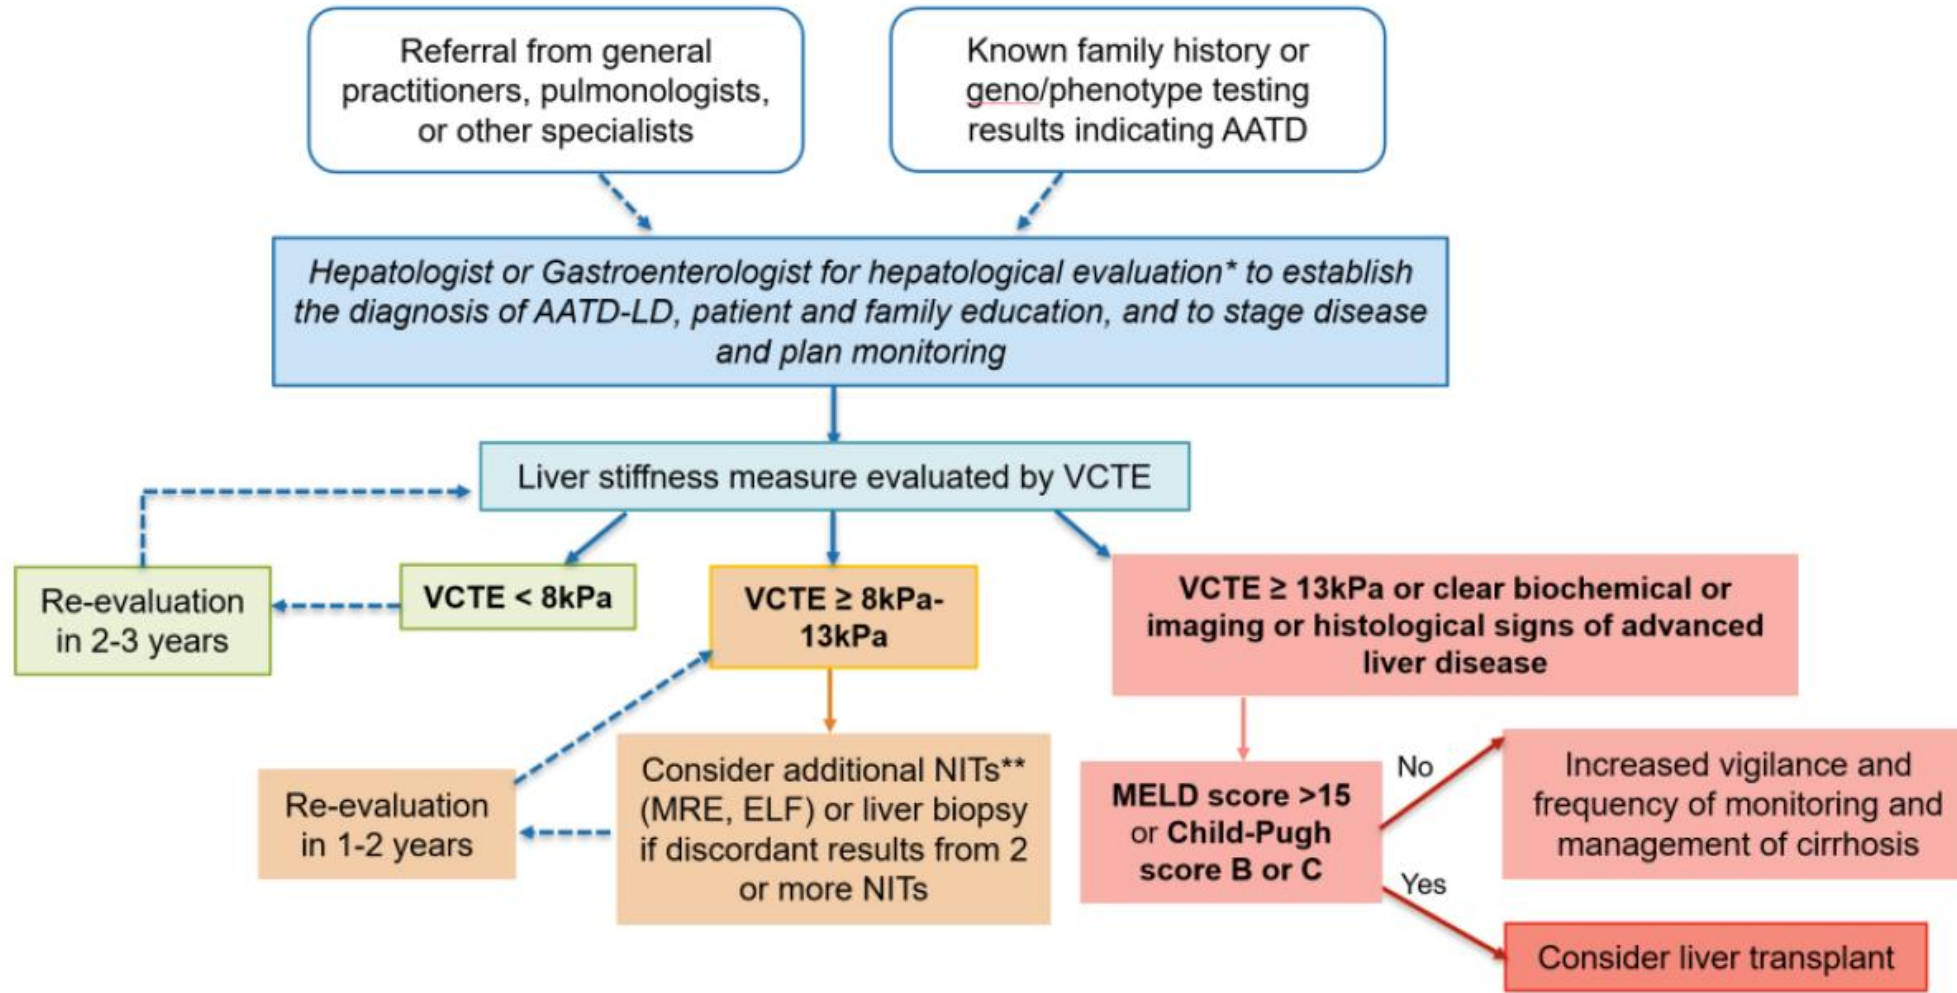 Referral from general
practitioners, pulmonologists,
or other specialists
Known family history or
geno/phenotype testing
results indicating AATD
Hepatologist or Gastroenterologist for hepatological evaluation* to establish
the diagnosis of AATD-LD, patient and family education, and to stage disease
and plan monitoring
Liver stiffness measure evaluated by VCTE
Re-evaluation
in 2-3 years
VCTE < 8kPa
VCTE ≥ 8kPa-
13kPa
VCTE ≥ 13kPa or clear biochemical or
imaging or histological signs of advanced
liver disease
Re-evaluation
in 1-2 years
Consider additional NITs**
(MRE, ELF) or liver biopsy
if discordant results from 2
or more NITs
MELD score >15
or Child-Pugh
score B or C
No
Increased vigilance and
frequency of monitoring and
management of cirrhosis
Yes
Consider liver transplant